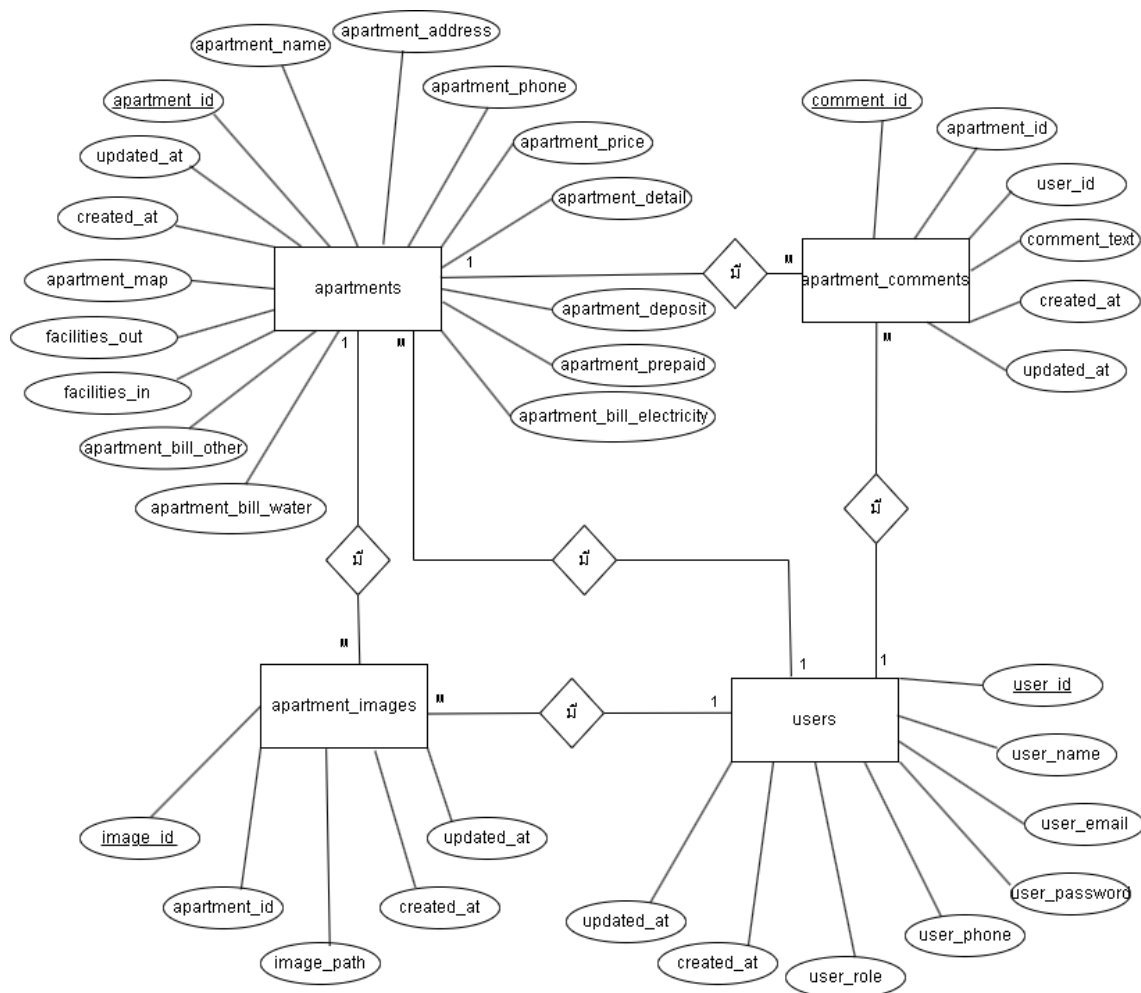 apartment_address
apartment_name
apartment_phone
apartment_id
comment_id
apartment_id
updated_at
apartment_price
user_id
apartment_detail
created_at
comment_text
apartments
1
มี
apartment_comments
apartment_map
apartment_deposit
created_at
facilities_out
1
apartment_prepaid
updated_at
facilities_in
apartment_bill_electricity
apartment_bill_other
apartment_bill_water
มี
มี
มี
1
1
apartment_images
มี
1
users
user_id
user_name
image_id
updated_at
user_email
apartment_id
created_at
user_password
updated_at
user_phone
image_path
created_at
user_role